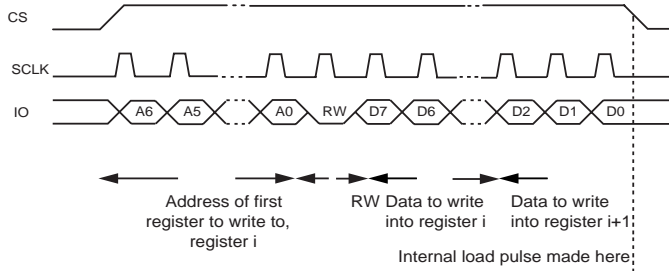 CS
SCLK
IO A6 A5 A0 RW D7 D6 D2 D1 D0
Address of first RW Data to write Data to write
register to write to, into register i into register i+1
register i
Internal load pulse made here